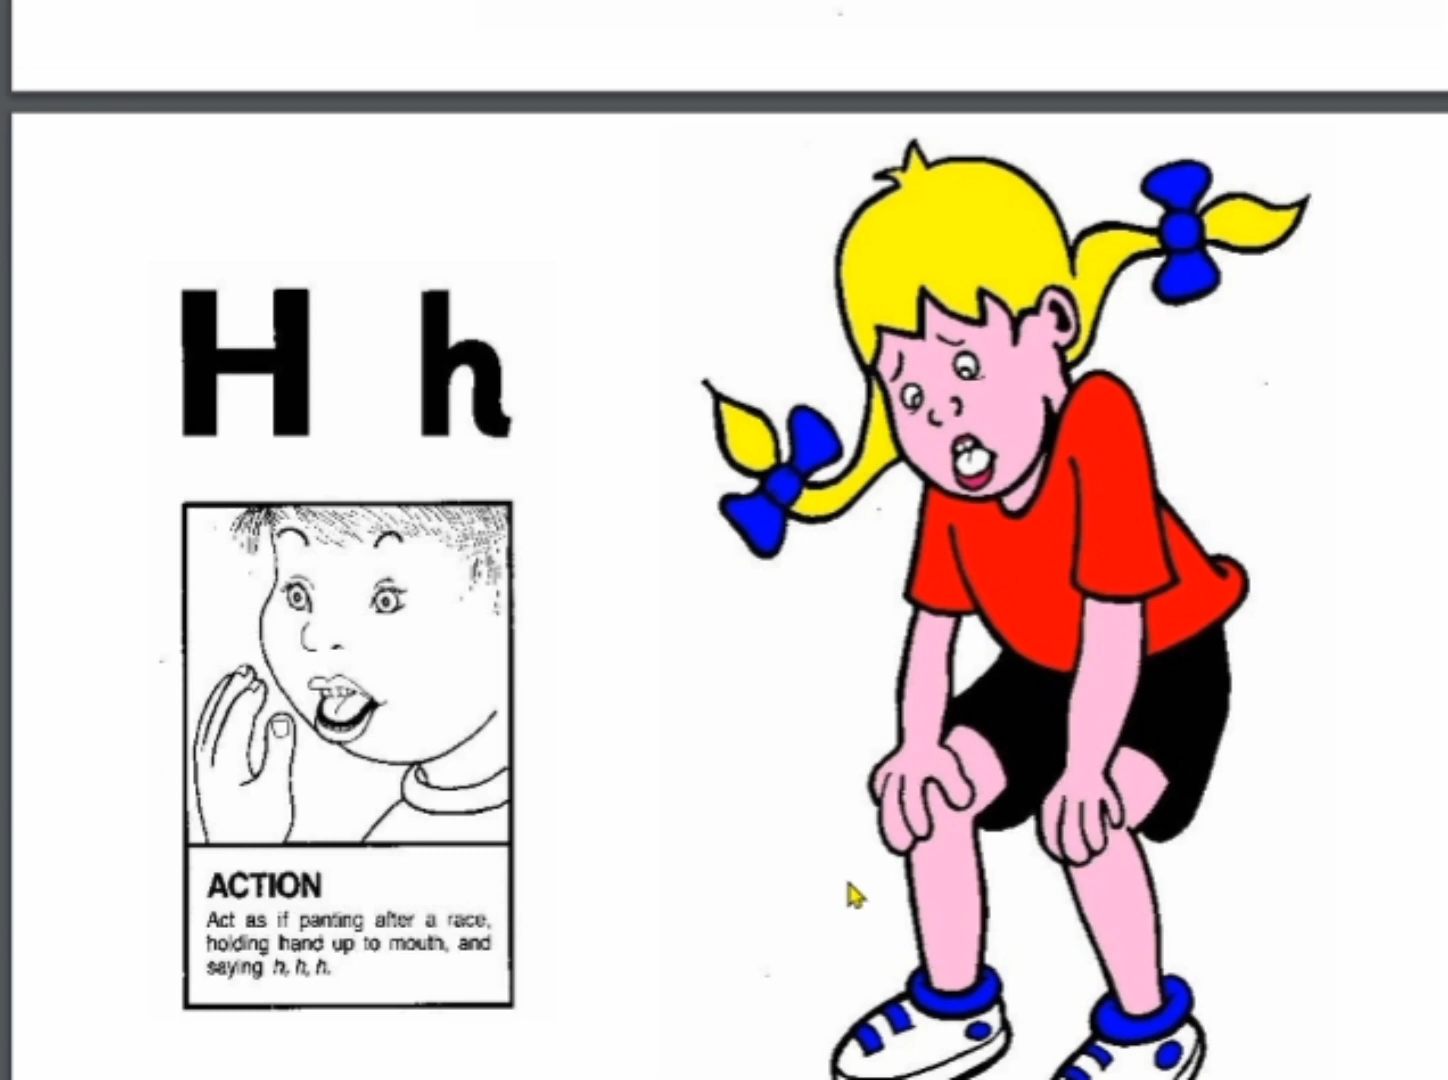 H h
ACTION
Act as if panting after a race,
holding hand up to mouth, and
saying h, h, h.